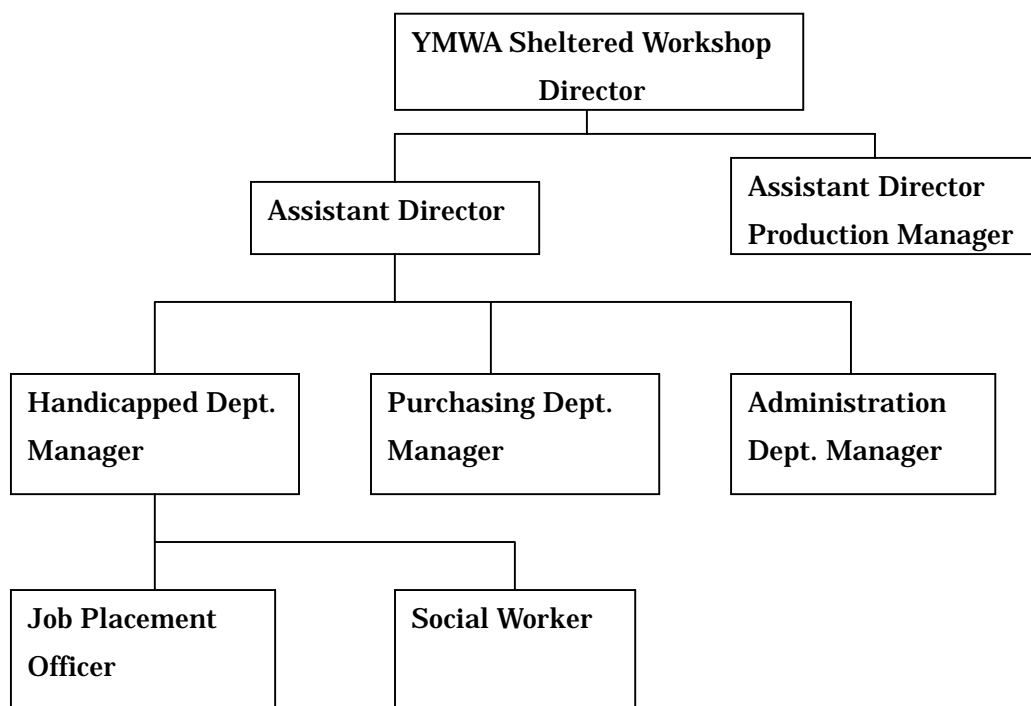 YMWA Sheltered Workshop
Director
Assistant Director
Assistant Director
Production Manager
Handicapped Dept.
Manager
Purchasing Dept.
Manager
Administration
Dept. Manager
Job Placement
Officer
Social Worker